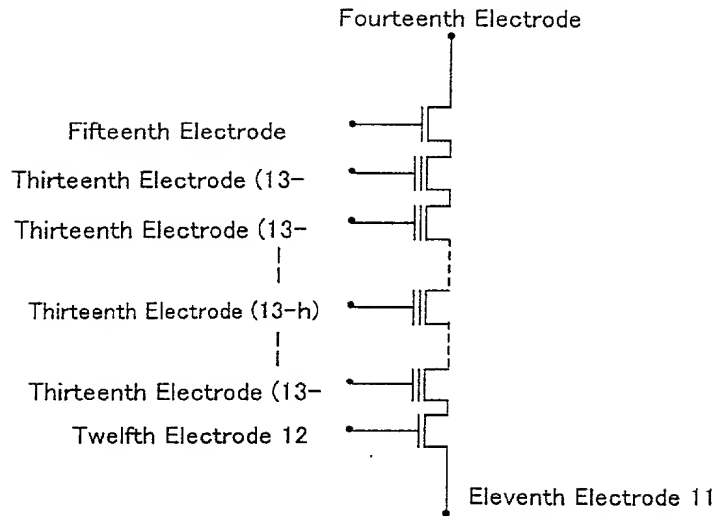 Fourteenth Electrode
Fifteenth Electrode
Thirteenth Electrode (13-
Thirteenth Electrode (13-
Thirteenth Electrode (13-h)
Thirteenth Electrode (13-
Twelfth Electrode 12
Eleventh Electrode 11